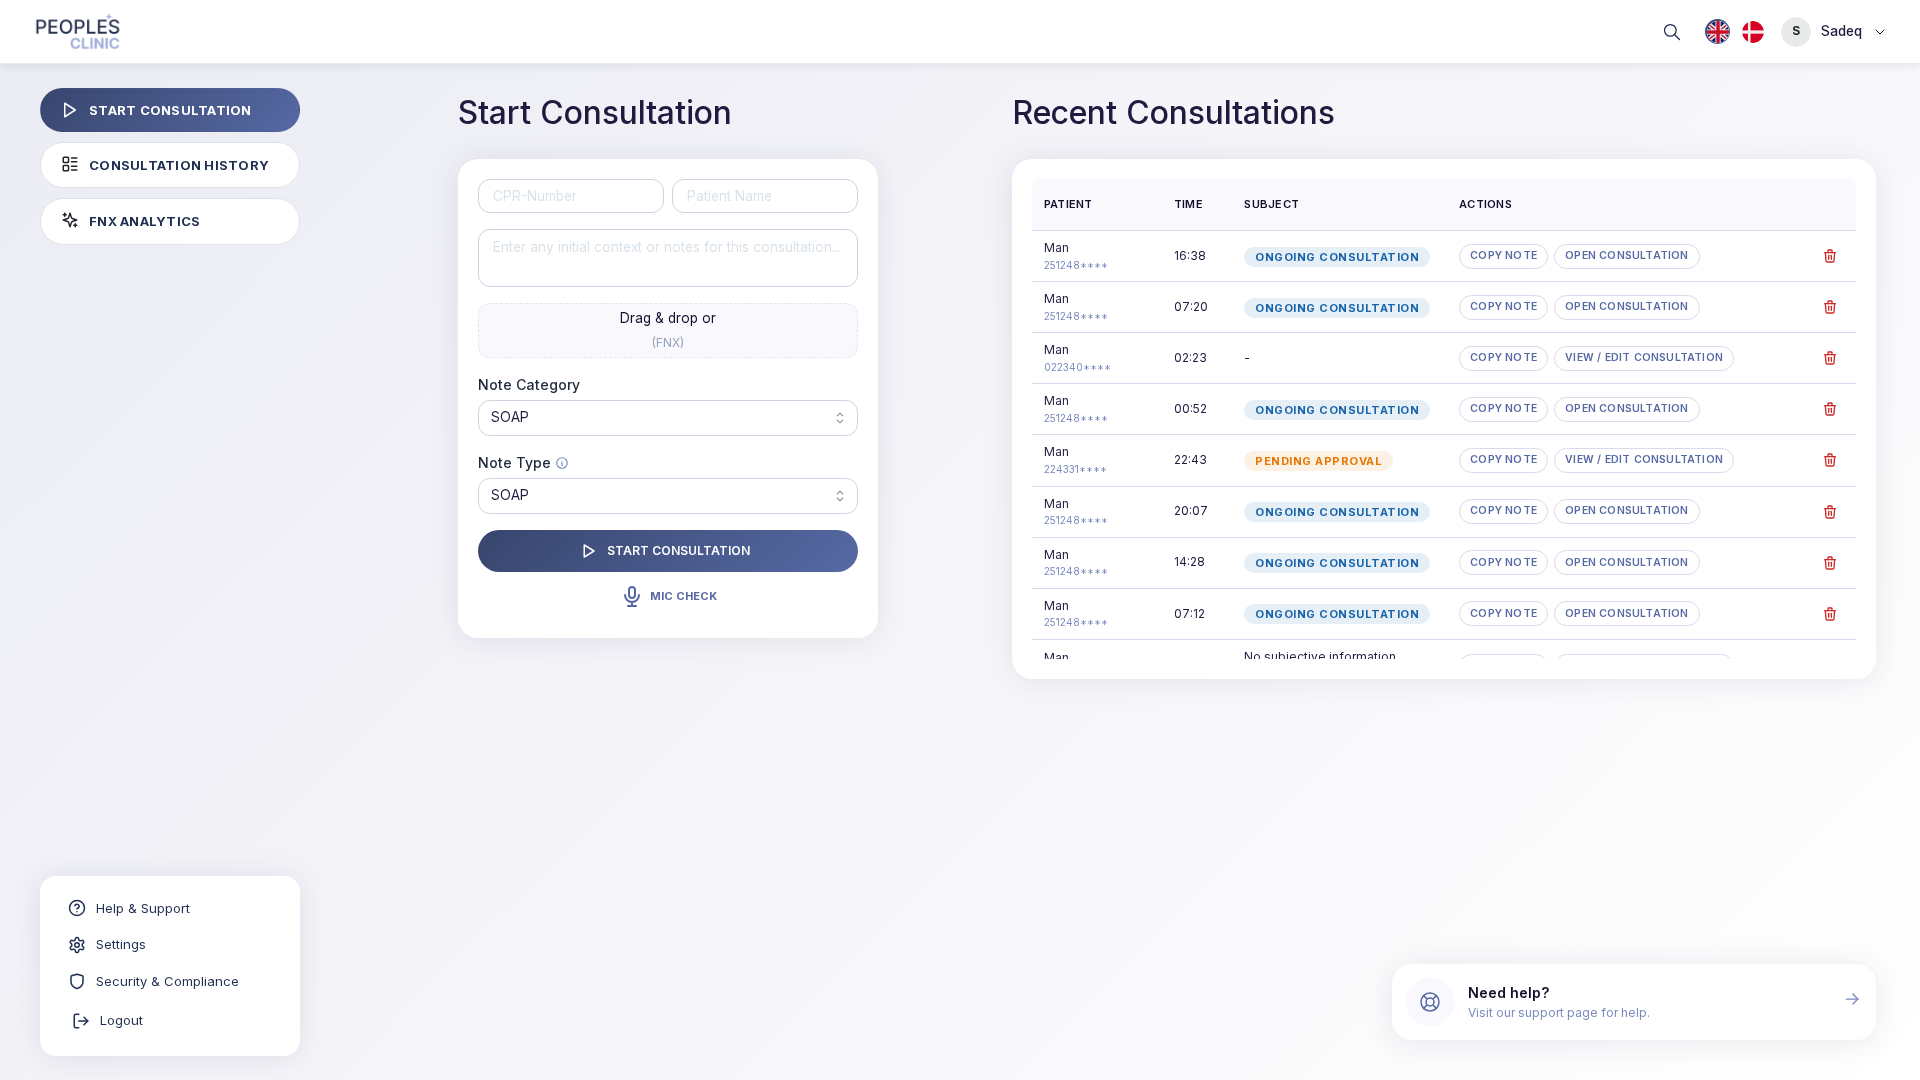 PEOPLES
CLINIC
S
Sadeq
START CONSULTATION
CONSULTATION HISTORY
FNX ANALYTICS
Start Consultation
CPR-Number
Patient Name
Enter any initial context or notes for this consultation...
Drag & drop or
(FNX)
Note Category
SOAP
Note Type
SOAP
START CONSULTATION
MIC CHECK
Recent Consultations
PATIENT TIME SUBJECT ACTIONS
Man
251248****
16:38 ONGOING CONSULTATION COPY NOTE OPEN CONSULTATION
Man
251248****
07:20 ONGOING CONSULTATION COPY NOTE OPEN CONSULTATION
Man
022340****
02:23 - COPY NOTE VIEW / EDIT CONSULTATION
Man
251248****
00:52 ONGOING CONSULTATION COPY NOTE OPEN CONSULTATION
Man
224331****
22:43 PENDING APPROVAL COPY NOTE VIEW / EDIT CONSULTATION
Man
251248****
20:07 ONGOING CONSULTATION COPY NOTE OPEN CONSULTATION
Man
251248****
14:28 ONGOING CONSULTATION COPY NOTE OPEN CONSULTATION
Man
251248****
07:12 ONGOING CONSULTATION COPY NOTE OPEN CONSULTATION
Man No subjective information
Help & Support
Settings
Security & Compliance
Logout
Need help?
Visit our support page for help.